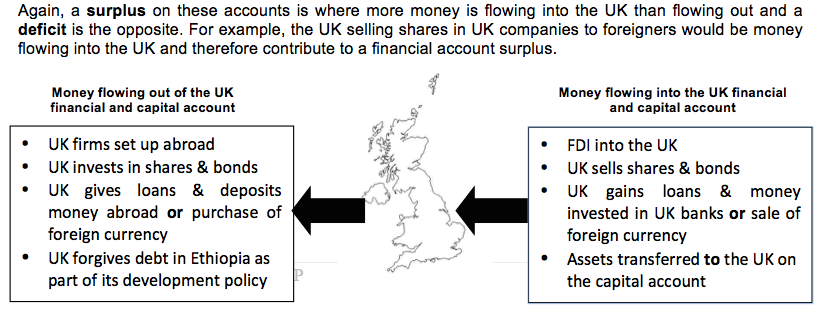 Again, a surplus on these accounts is where more money is flowing into the UK than flowing out and a
deficit is the opposite. For example, the UK selling shares in UK companies to foreigners would be money
flowing into the UK and therefore contribute to a financial account surplus.
Money flowing out of the UK
financial and capital account
• UK firms set up abroad
• UK invests in shares & bonds
• UK gives loans & deposits
money abroad or purchase of
foreign currency
• UK forgives debt in Ethiopia as
part of its development policy
P
Money flowing into the UK financial
and capital account
• FDI into the UK
• UK sells shares & bonds
• UK gains loans & money
invested in UK banks or sale of
foreign currency
• Assets transferred to the UK on
the capital account